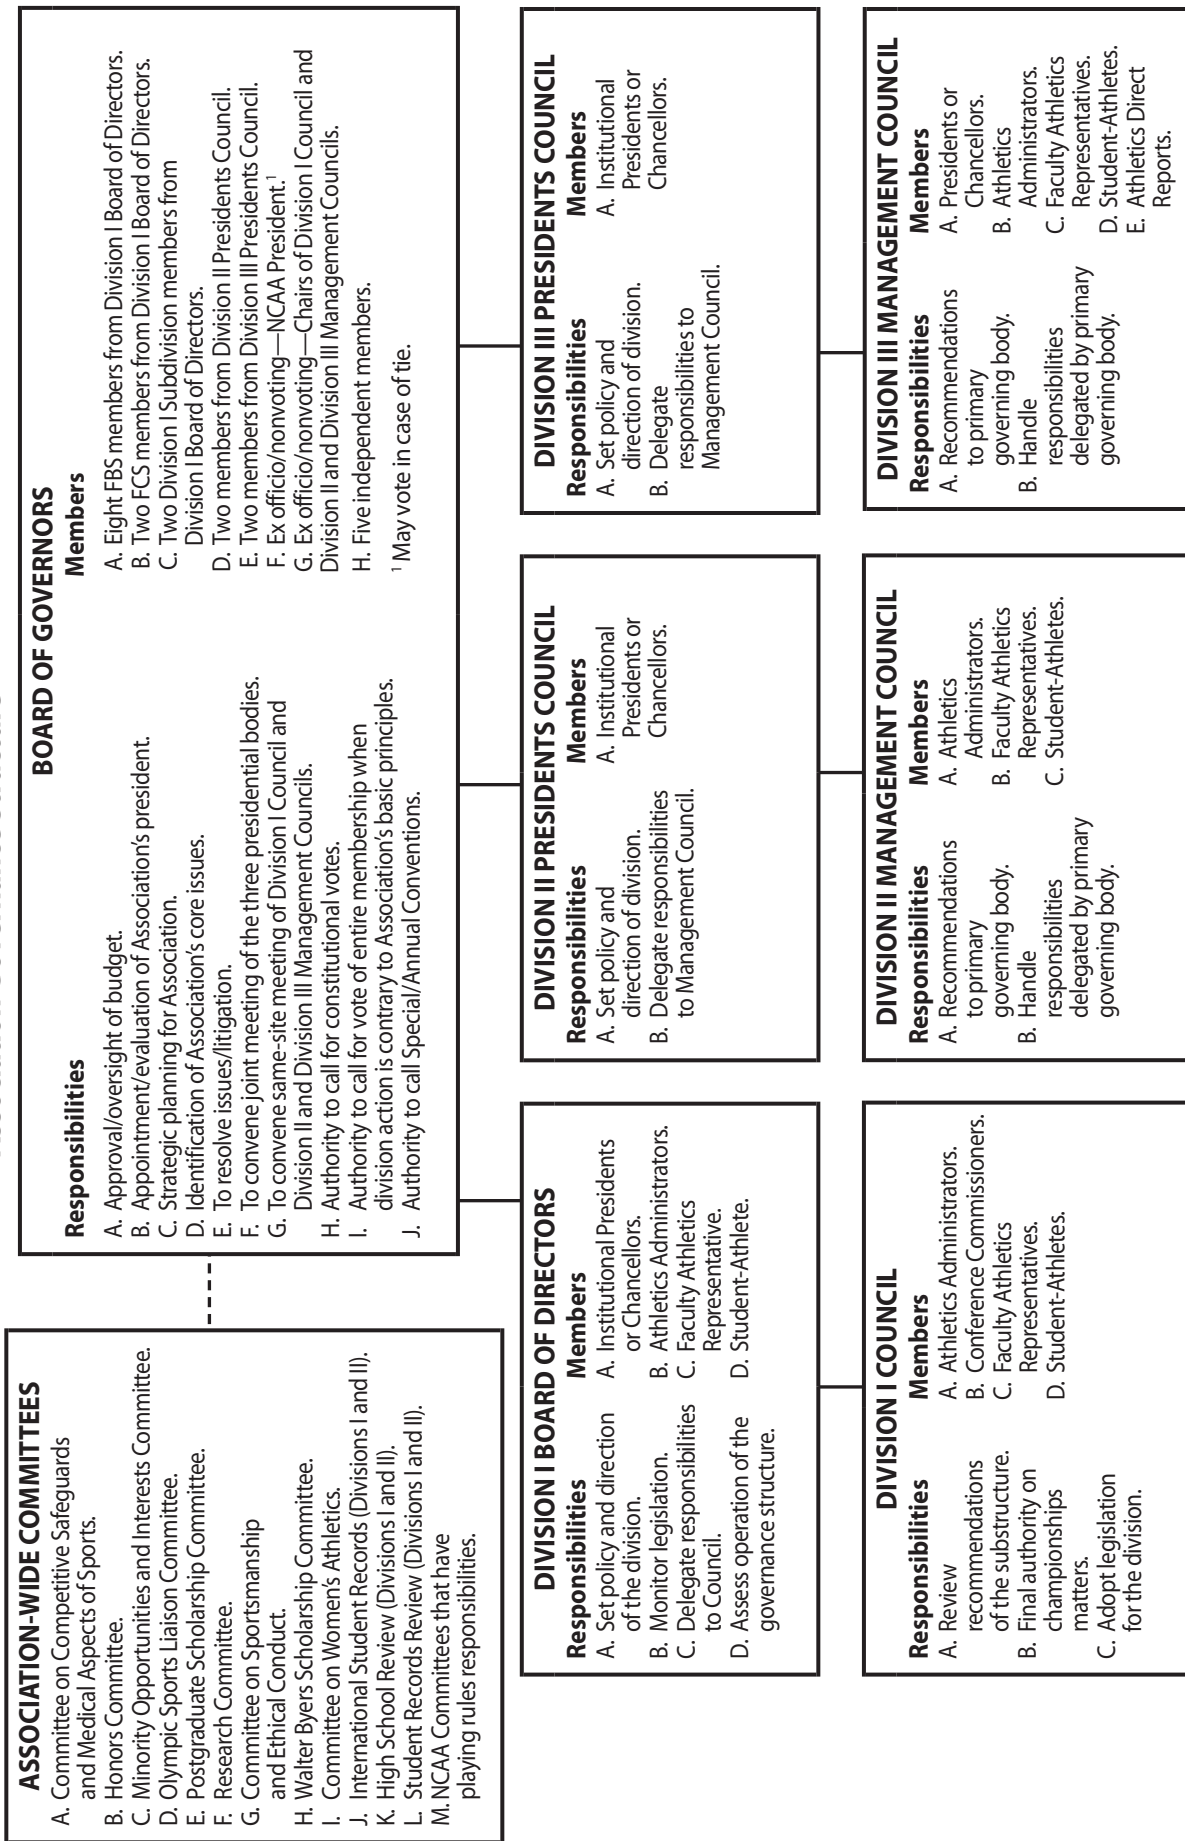 ASSOCIATION-WIDE COMMITTEES
A. Committee on Competitive Safeguards
and Medical Aspects of Sports.
B. Honors Committee.
C. Minority Opportunities and Interests Committee.
D. Olympic Sports Liaison Committee.
E. Postgraduate Scholarship Committee.
F. Research Committee.
G. Committee on Sportsmanship
and Ethical Conduct.
H. Walter Byers Scholarship Committee.
I. Committee on Women's Athletics.
J. International Student Records (Divisions I and II).
K. High School Review (Divisions I and II).
L. Student Records Review (Divisions I and II).
M. NCAA Committees that have
playing rules responsibilities.
BOARD OF GOVERNORS
Responsibilities
A. Approval/oversight of budget.
B. Appointment/evaluation of Association's president.
C. Strategic planning for Association.
D. Identification of Association's core issues.
E. To resolve issues/litigation.
F. To convene joint meeting of the three presidential bodies.
G. To convene same-site meeting of Division I Council and
Division II and Division III Management Councils.
H. Authority to call for constitutional votes.
I. Authority to call for vote of entire membership when
division action is contrary to Association's basic principles.
J. Authority to call Special/Annual Conventions.
Members
A. Eight FBS members from Division I Board of Directors.
B. Two FCS members from Division I Board of Directors.
C. Two Division I Subdivision members from
Division I Board of Directors.
D. Two members from Division II Presidents Council.
E. Two members from Division III Presidents Council.
F. Ex officio/nonvoting—NCAA President.1
G. Ex officio/nonvoting—Chairs of Division I Council and
Division II and Division III Management Councils.
H. Five independent members.
1 May vote in case of tie.
DIVISION I BOARD OF DIRECTORS
Responsibilities
A. Set policy and direction
of the division.
B. Monitor legislation.
C. Delegate responsibilities
to Council.
D. Assess operation of the
governance structure.
Members
A. Institutional Presidents
or Chancellors.
B. Athletics Administrators.
C. Faculty Athletics
Representative.
D. Student-Athlete.
DIVISION II PRESIDENTS COUNCIL
Responsibilities
A. Set policy and
direction of division.
B. Delegate responsibilities
to Management Council.
Members
A. Institutional
Presidents or
Chancellors.
DIVISION III PRESIDENTS COUNCIL
Responsibilities
A. Set policy and
direction of division.
B. Delegate
responsibilities to
Management Council.
Members
A. Institutional
Presidents or
Chancellors.
DIVISION I COUNCIL
Responsibilities
A. Review
recommendations
of the substructure.
B. Final authority on
championships
matters.
C. Adopt legislation
for the division.
Members
A. Athletics Administrators.
B. Conference Commissioners.
C. Faculty Athletics
Representatives.
D. Student-Athletes.
DIVISION II MANAGEMENT COUNCIL
Responsibilities
A. Recommendations
to primary
governing body.
B. Handle
responsibilities
delegated by primary
governing body.
Members
A. Athletics
Administrators.
B. Faculty Athletics
Representatives.
C. Student-Athletes.
DIVISION III MANAGEMENT COUNCIL
Responsibilities
A. Recommendations
to primary
governing body.
B. Handle
responsibilities
delegated by primary
governing body.
Members
A. Presidents or
Chancellors.
B. Athletics
Administrators.
C. Faculty Athletics
Representatives.
D. Student-Athletes.
E. Athletics Direct
Reports.